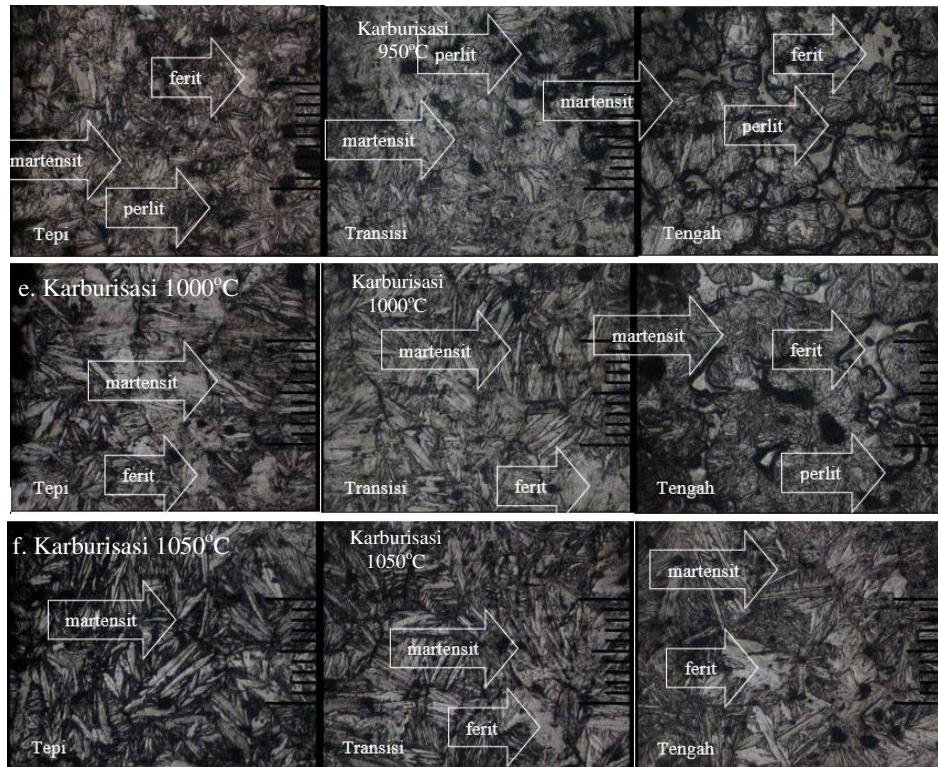 Karburisasi
950°C
ferit
perlit
martensit
perlit
Tepi
martensit
martensit
Transisi
ferit
perlit
Tengah
e. Karburisasi 1000°C
martensit
ferit
Tepi
Karburisasi
1000°C
martensit
ferit
Transisi
martensit
ferit
perlit
Tengah
f. Karburisasi 1050°C
martensit
Tepi
Karburisasi
1050°C
martensit
ferit
Transisi
martensit
ferit
Tengah